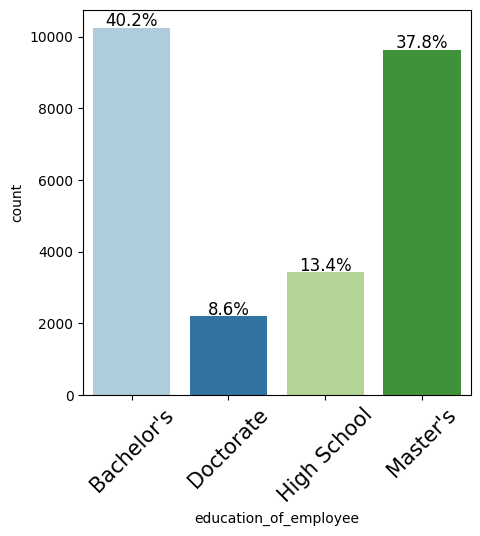 40.2%
37.8%
13.4%
8.6%
10000
8000
6000
4000
2000
0
count
Bachelor's
Doctorate
High School
Master's
education_of_employee